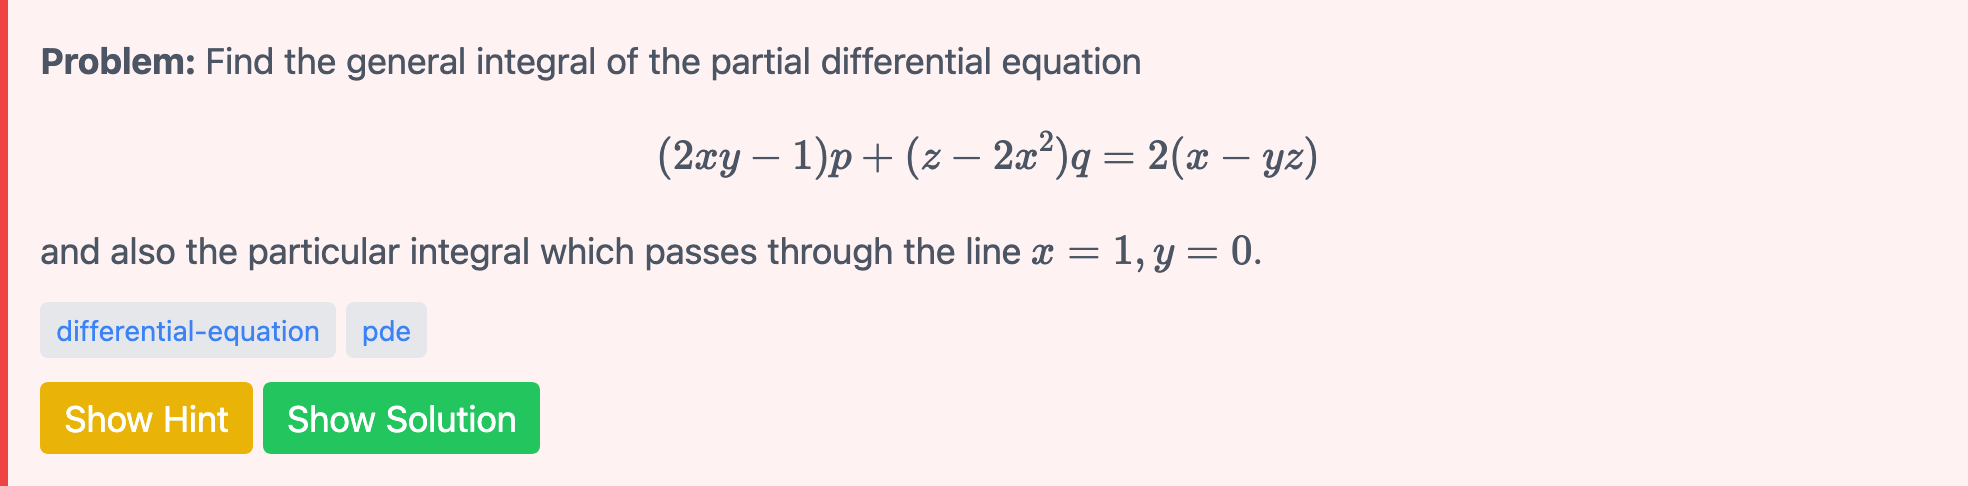 Problem: Find the general integral of the partial differential equation
(2xy − 1)p + (z − 2x²)q = 2(x − yz)
and also the particular integral which passes through the line x = 1, y = 0.
differential-equation pde
Show Hint Show Solution